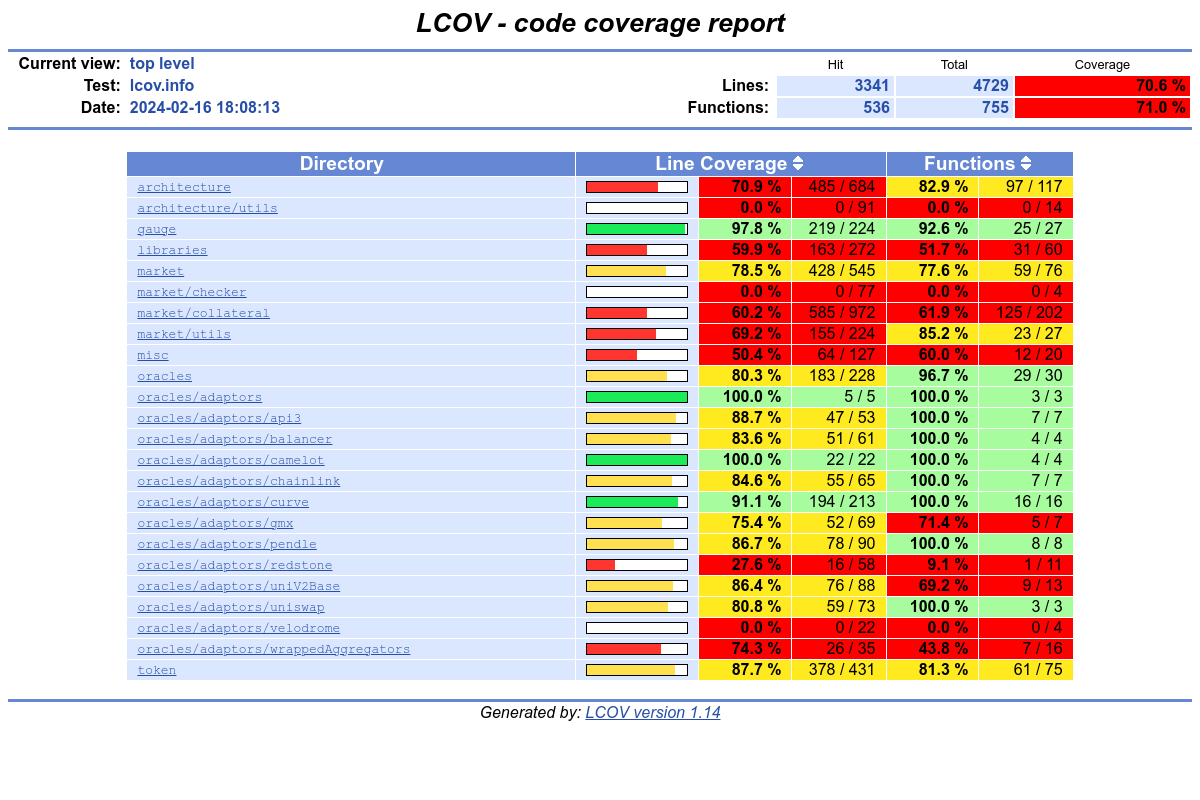 LCOV - code coverage report
Current view: top level Hit Total Coverage
Test: lcov.info Lines: 3341 4729 70.6 %
Date: 2024-02-16 18:08:13 Functions: 536 755 71.0 %
Directory Line Coverage Functions
architecture 70.9 % 485 / 684 82.9 % 97 / 117
architecture/utils 0.0 % 0 / 91 0.0 % 0 / 14
gauge 97.8 % 219 / 224 92.6 % 25 / 27
libraries 59.9 % 163 / 272 51.7 % 31 / 60
market 78.5 % 428 / 545 77.6 % 59 / 76
market/checker 0.0 % 0 / 77 0.0 % 0 / 4
market/collateral 60.2 % 585 / 972 61.9 % 125 / 202
market/utils 69.2 % 155 / 224 85.2 % 23 / 27
misc 50.4 % 64 / 127 60.0 % 12 / 20
oracles 80.3 % 183 / 228 96.7 % 29 / 30
oracles/adaptors 100.0 % 5 / 5 100.0 % 3 / 3
oracles/adaptors/api3 88.7 % 47 / 53 100.0 % 7 / 7
oracles/adaptors/balancer 83.6 % 51 / 61 100.0 % 4 / 4
oracles/adaptors/camelot 100.0 % 22 / 22 100.0 % 4 / 4
oracles/adaptors/chainlink 84.6 % 55 / 65 100.0 % 7 / 7
oracles/adaptors/curve 91.1 % 194 / 213 100.0 % 16 / 16
oracles/adaptors/gmx 75.4 % 52 / 69 71.4 % 5 / 7
oracles/adaptors/pendle 86.7 % 78 / 90 100.0 % 8 / 8
oracles/adaptors/redstone 27.6 % 16 / 58 9.1 % 1 / 11
oracles/adaptors/uniV2Base 86.4 % 76 / 88 69.2 % 9 / 13
oracles/adaptors/uniswap 80.8 % 59 / 73 100.0 % 3 / 3
oracles/adaptors/velodrome 0.0 % 0 / 22 0.0 % 0 / 4
oracles/adaptors/wrappedAggregators 74.3 % 26 / 35 43.8 % 7 / 16
token 87.7 % 378 / 431 81.3 % 61 / 75
Generated by: LCOV version 1.14